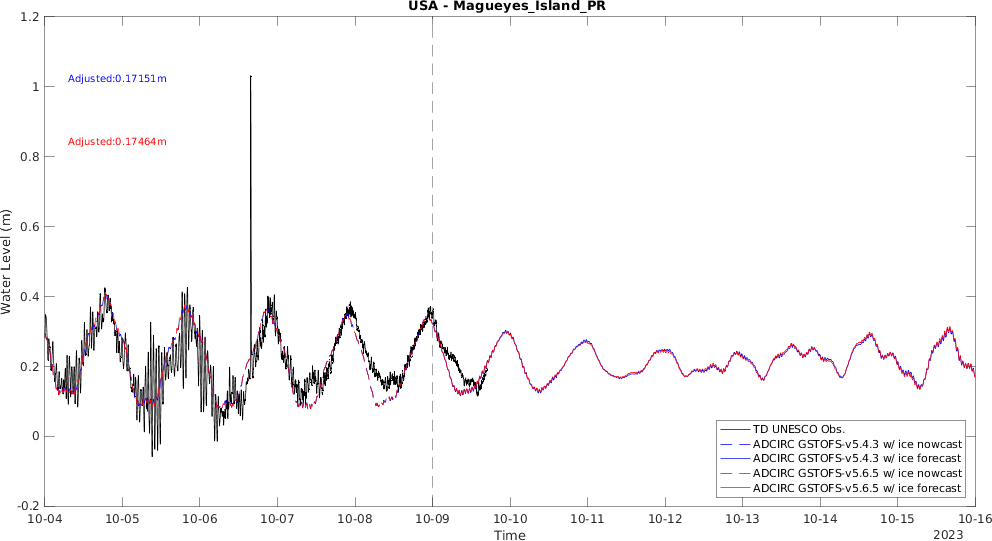 USA - Magueyes_Island_PR
1.2
1
0.8
0.6
0.4
0.2
0
-0.2
Water Level (m)
Adjusted:0.17151m
Adjusted:0.17464m
TD UNESCO Obs.
ADCIRC GSTOFS-v5.4.3 w/ ice nowcast
ADCIRC GSTOFS-v5.4.3 w/ ice forecast
ADCIRC GSTOFS-v5.6.5 w/ ice nowcast
ADCIRC GSTOFS-v5.6.5 w/ ice forecast
10-04 10-05 10-06 10-07 10-08 10-09 10-10 10-11 10-12 10-13 10-14 10-15 10-16
Time
2023